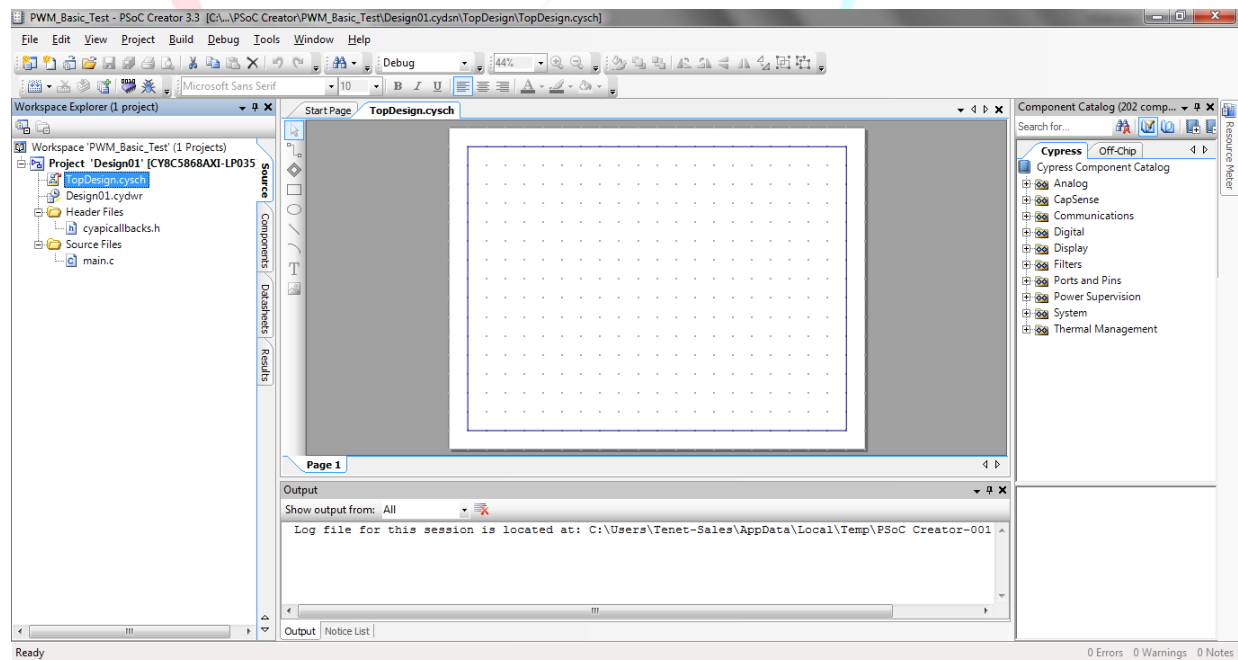 PWM_Basic_Test - PSoC Creator 3.3 [C:\...\PSoC Creator\PWM_Basic_Test\Design01.cydsn\TopDesign\TopDesign.cysch]
File Edit View Project Build Debug Tools Window Help
Debug 44%
Microsoft Sans Serif 10 B I U A
Workspace Explorer (1 project)
Workspace 'PWM_Basic_Test' (1 Projects)
Project 'Design01' [CY8C5868AXI-LP035
TopDesign.cysch
Design01.cydwr
Header Files
h cyapicallbacks.h
Source Files
c main.c
Source
Components
Datasheets
Results
Start Page TopDesign.cysch
T
Page 1
Output
Show output from: All
Log file for this session is located at: C:\Users\Tenet-Sales\AppData\Local\Temp\PSoC Creator-001
Output Notice List
Component Catalog (202 comp...
Search for...
Cypress Off-Chip
Cypress Component Catalog
Analog
CapSense
Communications
Digital
Display
Filters
Ports and Pins
Power Supervision
System
Thermal Management
Resource Meter
Ready
0 Errors 0 Warnings 0 Notes